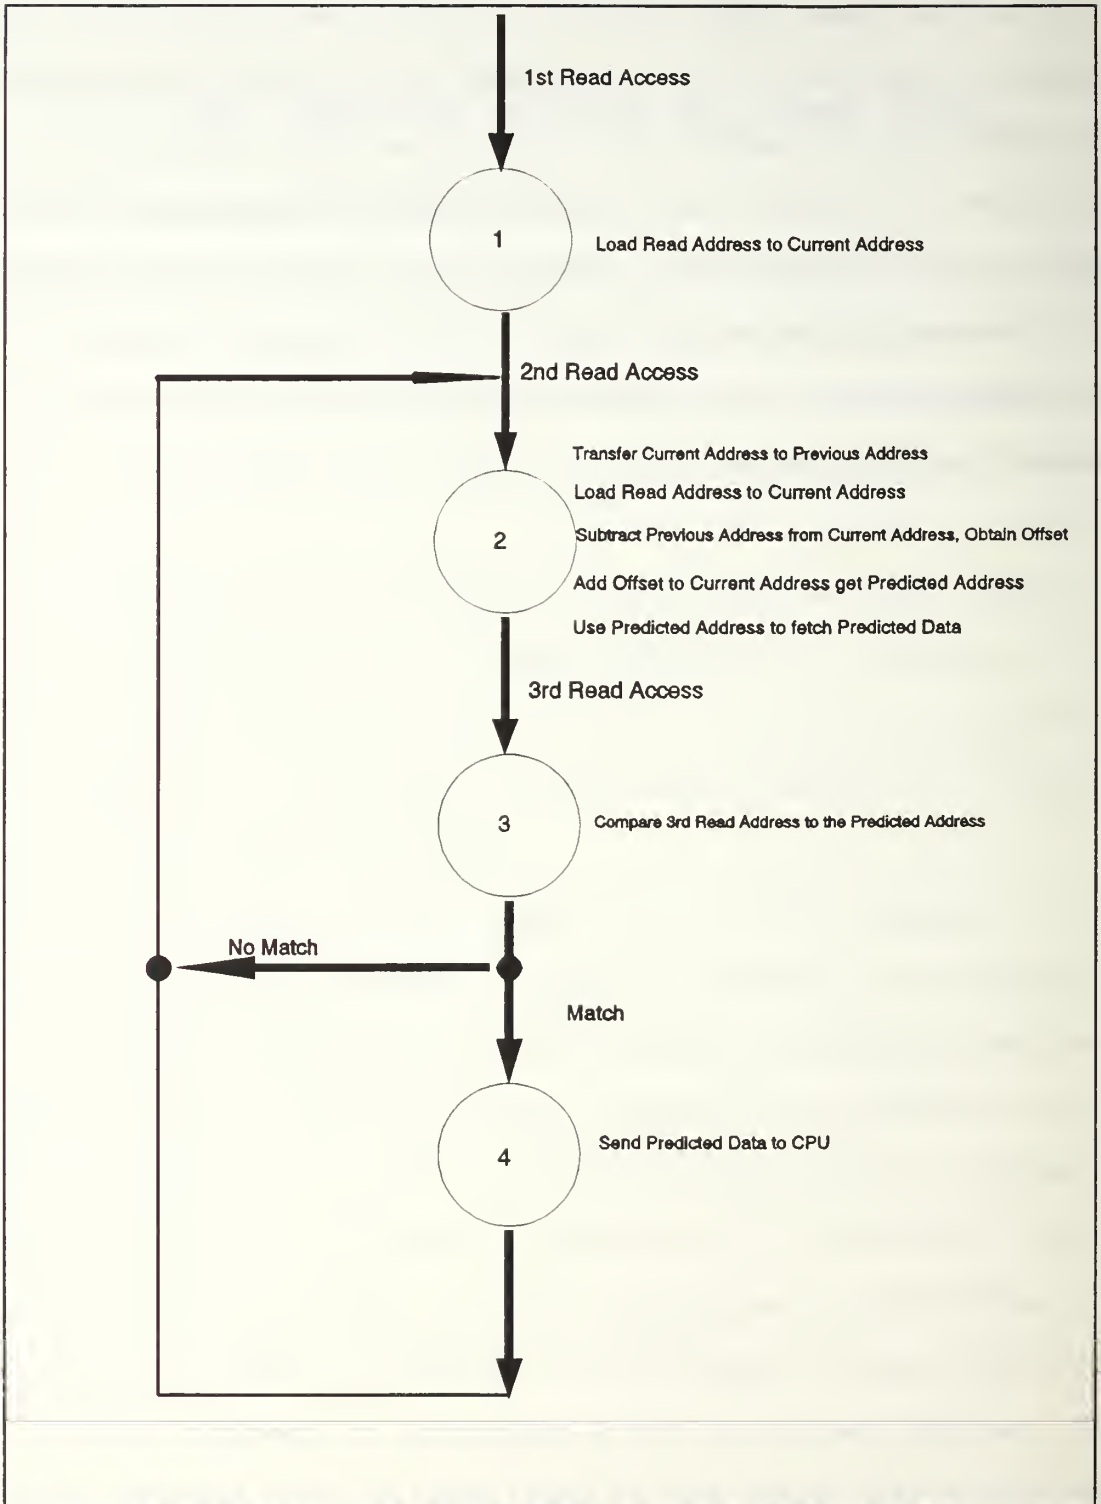 1st Read Access
1
Load Read Address to Current Address
2nd Read Access
Transfer Current Address to Previous Address
Load Read Address to Current Address
2
Subtract Previous Address from Current Address, Obtain Offset
Add Offset to Current Address get Predicted Address
Use Predicted Address to fetch Predicted Data
3rd Read Access
3
Compare 3rd Read Address to the Predicted Address
No Match
Match
4
Send Predicted Data to CPU